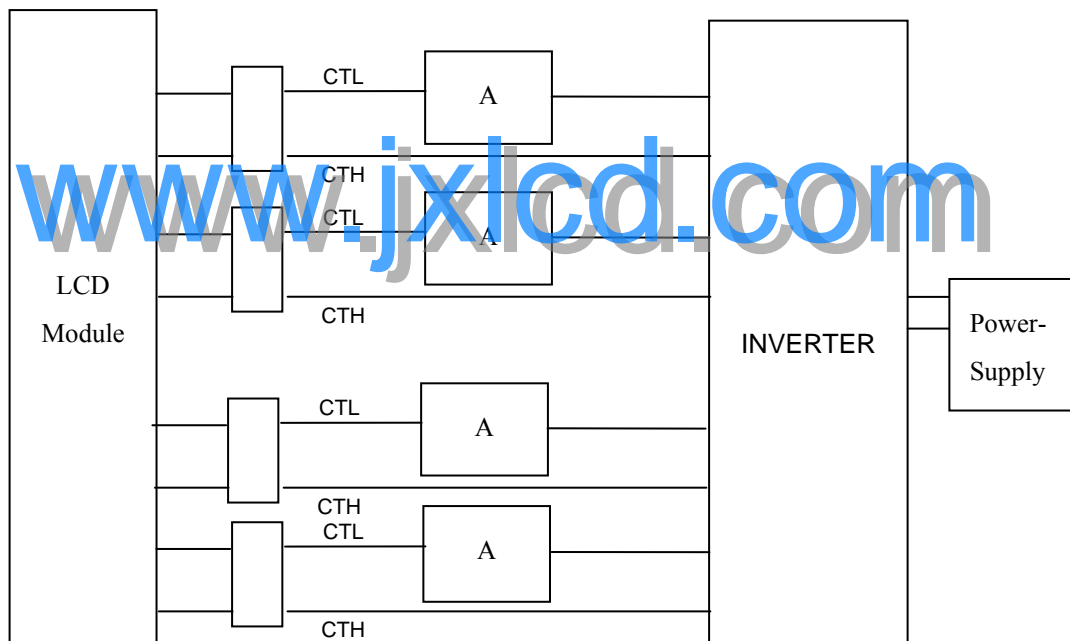 CTL
A
CTH
www.jxlcd.com
CTL
A
LCD
Module
CTH
INVERTER
Power-
Supply
CTL
A
CTH
CTL
A
CTH